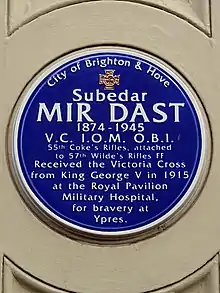 City of Brighton & Hove
Subedar
MIR DAST
1874-1945
V.C. I.O.M. O.B.I.
55th Coke's Rifles, attached
to 57th Wilde's Rifles FF
Received the Victoria Cross
from King George V in 1915
at the Royal Pavilion
Military Hospital,
for bravery at
Ypres.